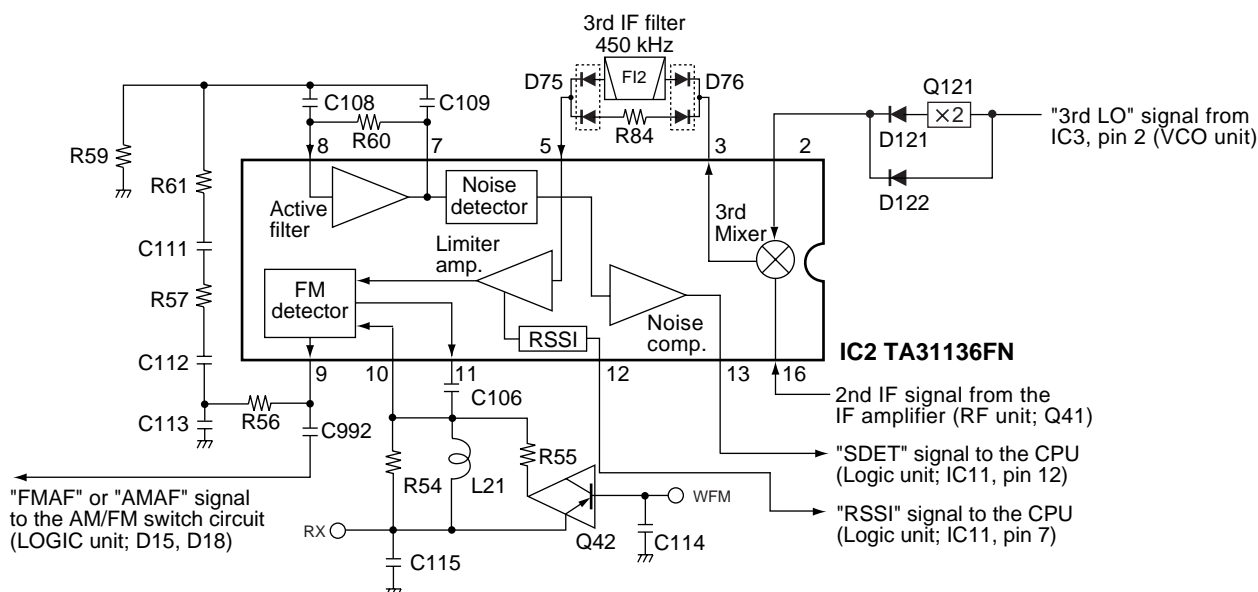 3rd IF filter
450 kHz
D75
FI2
D76
R84
Q121
×2
D121
D122
"3rd LO" signal from
IC3, pin 2 (VCO unit)
C108
C109
R60
R59
R61
8
7
5
3
2
Active
filter
Noise
detector
3rd
Mixer
Limiter
amp.
C111
R57
FM
detector
RSSI
Noise
comp.
IC2 TA31136FN
C112
9
10
11
12
13
16
C113
R56
C992
C106
R54
L21
R55
Q42
WFM
C114
RX
C115
2nd IF signal from the
IF amplifier (RF unit; Q41)
"SDET" signal to the CPU
(Logic unit; IC11, pin 12)
"RSSI" signal to the CPU
(Logic unit; IC11, pin 7)
"FMAF" or "AMAF" signal
to the AM/FM switch circuit
(LOGIC unit; D15, D18)